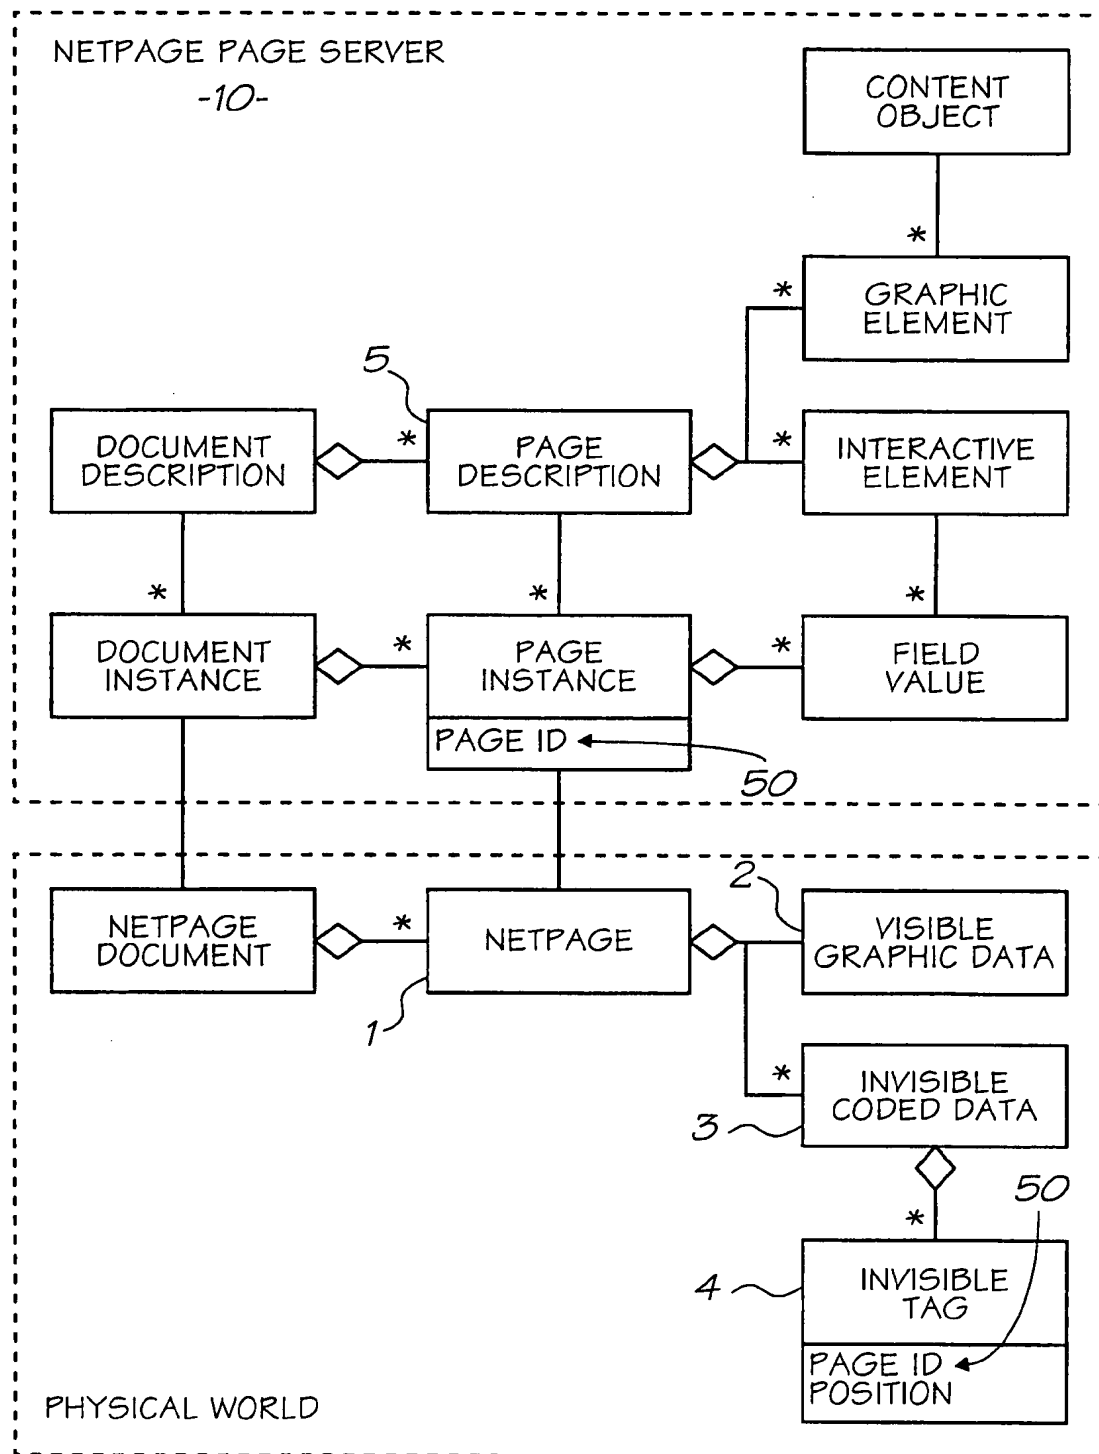 NETPAGE PAGE SERVER
-10-
CONTENT
OBJECT
*
*
GRAPHIC
ELEMENT
5
DOCUMENT
DESCRIPTION
*
PAGE
DESCRIPTION
*
INTERACTIVE
ELEMENT
*
*
*
DOCUMENT
INSTANCE
*
PAGE
INSTANCE
*
FIELD
VALUE
PAGE ID
50
NETPAGE
DOCUMENT
*
NETPAGE
1
2
VISIBLE
GRAPHIC DATA
*
INVISIBLE
CODED DATA
3
50
*
4
INVISIBLE
TAG
PAGE ID
POSITION
PHYSICAL WORLD